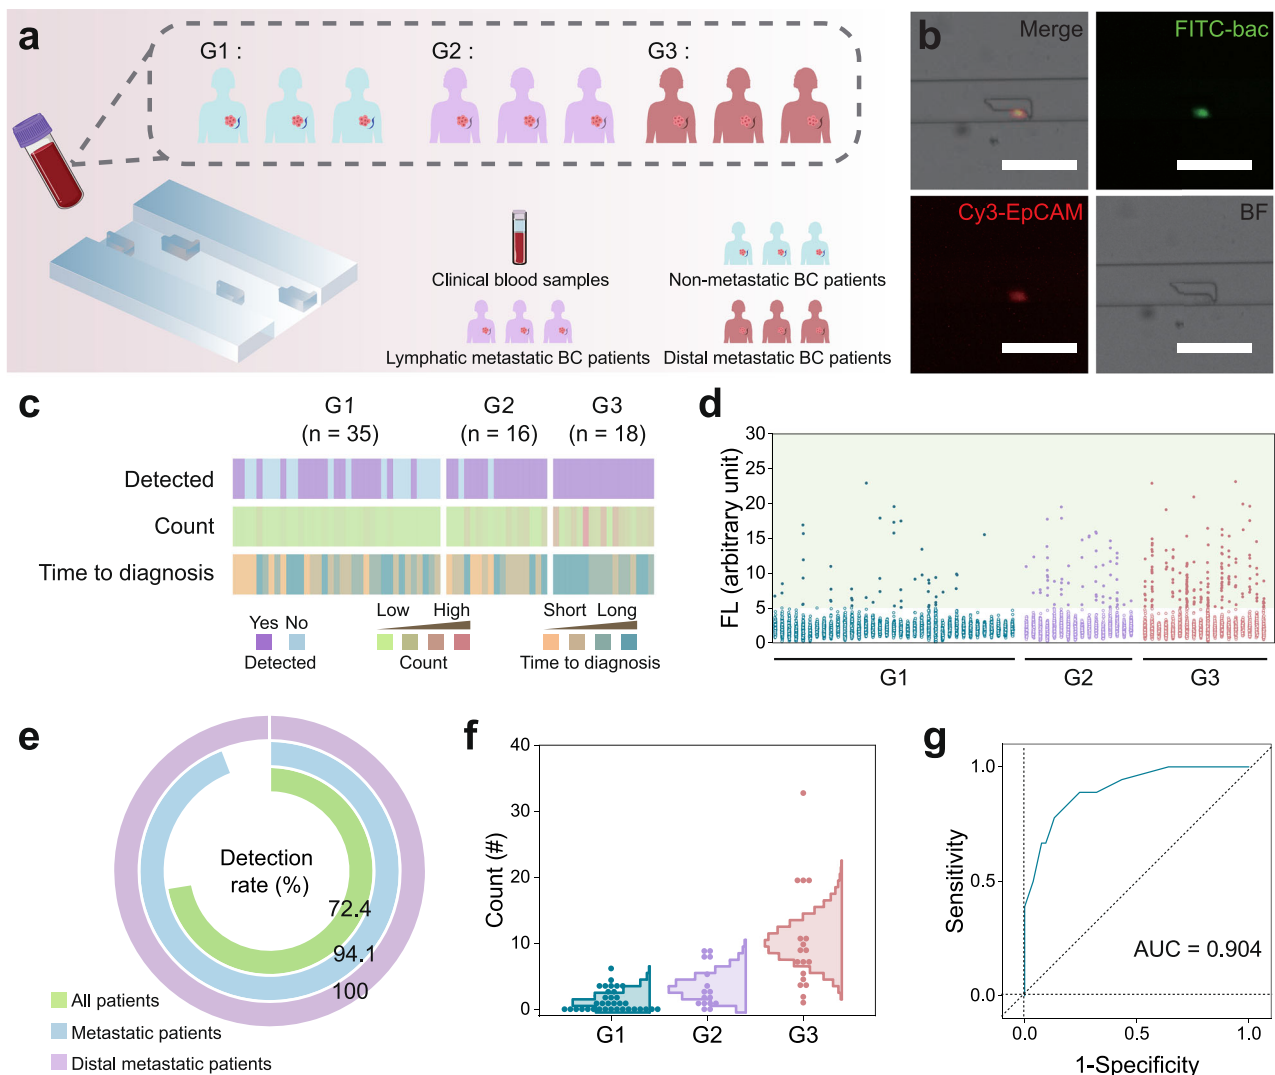 a
G1 :
G2 :
G3 :
Clinical blood samples
Non-metastatic BC patients
Lymphatic metastatic BC patients
Distal metastatic BC patients
b
Merge
FITC-bac
Cy3-EpCAM
BF
c
G1
(n = 35)
G2
(n = 16)
G3
(n = 18)
Detected
Count
Time to diagnosis
Yes No
Detected
Low High
Count
Short Long
Time to diagnosis
d
FL (arbitrary unit)
30
25
20
15
10
5
0
G1
G2
G3
e
Detection
rate (%)
72.4
94.1
100
All patients
Metastatic patients
Distal metastatic patients
f
Count (#)
40
30
20
10
0
G1
G2
G3
g
Sensitivity
1.0
0.5
0.0
AUC = 0.904
0.0
0.5
1.0
1-Specificity